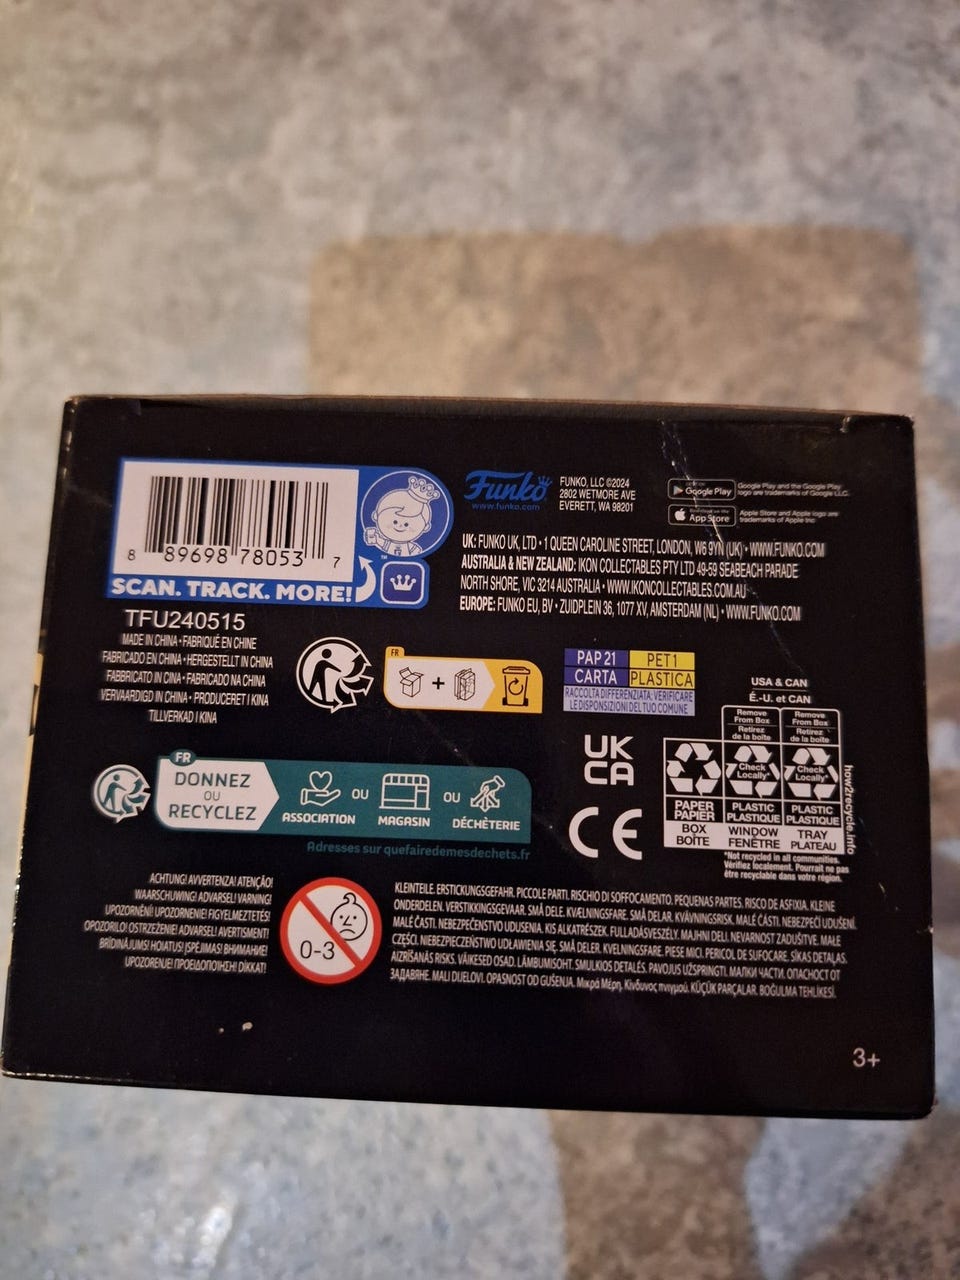 8 89698 78053 7
SCAN. TRACK. MORE!
TM
Funko
www.funko.com
FUNKO, LLC ©2024
2802 WETMORE AVE
EVERETT, WA 98201
Google Play
Google Play and the Google Play
logo are trademarks of Google LLC.
App Store
Apple Store and Apple logo are
trademarks of Apple Inc
UK: FUNKO UK, LTD • 1 QUEEN CAROLINE STREET, LONDON, W6 9YN (UK) • WWW.FUNKO.COM
AUSTRALIA & NEW ZEALAND: IKON COLLECTABLES PTY LTD 49-59 SEABEACH PARADE
NORTH SHORE, VIC 3214 AUSTRALIA • WWW.IKONCOLLECTABLES.COM.AU
EUROPE: FUNKO EU, BV • ZUIDPLEIN 36, 1077 XV, AMSTERDAM (NL) • WWW.FUNKO.COM
TFU240515
MADE IN CHINA • FABRIQUÉ EN CHINE
FABRICADO EN CHINA • HERGESTELLT IN CHINA
FABBRICATO IN CINA • FABRICADO NA CHINA
VERVAARDIGD IN CHINA • PRODUCERET I KINA
TILLVERKAD I KINA
FR
+
PAP 21
CARTA
PET 1
PLASTICA
RACCOLTA DIFFERENZIATA. VERIFICARE
LE DISPOSIZIONI DEL TUO COMUNE
USA & CAN
É.-U. et CAN
Remove
From Box
Retirez
de la boîte
Remove
From Box
Retirez
de la boîte
Check
Locally*
Check
Locally*
PAPER
PAPIER
PLASTIC
PLASTIQUE
PLASTIC
PLASTIQUE
BOX
BOÎTE
WINDOW
FENÊTRE
TRAY
PLATEAU
how2recycle.info
*Not recycled in all communities.
Vérifiez localement. Pourrait ne pas
être recyclable dans votre région.
UK
CA
CE
FR
DONNEZ
OU
RECYCLEZ
ASSOCIATION
OU
MAGASIN
OU
DÉCHÈTERIE
Adresses sur quefairedemesdechets.fr
ACHTUNG! AVVERTENZA! ATENÇÃO!
WAARSCHUWING! ADVARSEL! VARNING!
UPOZORNĚNÍ! UPOZORNENIE! FIGYELMEZTETÉS!
OPOZORILO! OSTRZEŻENIE! ADVARSEL! AVERTISMENT!
BRĪDINĀJUMS! HOIATUS! ĮSPĖJIMAS! ВНИМАНИЕ!
UPOZORENJE! ΠΡΟΕΙΔΟΠΟΙΗΣΗ! DİKKAT!
0-3
KLEINTEILE. ERSTICKUNGSGEFAHR. PICCOLE PARTI. RISCHIO DI SOFFOCAMENTO. PEQUENAS PARTES. RISCO DE ASFIXIA. KLEINE
ONDERDELEN. VERSTIKKINGSGEVAAR. SMÅ DELE. KVÆLNINGSFARE. SMÅ DELAR. KVÄVNINGSRISK. MALÉ ČÁSTI. NEBEZPEČÍ UDUŠENÍ.
MALÉ ČASTI. NEBEZPEČENSTVO UDUSENIA. KIS ALKATRÉSZEK. FULLADÁSVESZÉLY. MAJHNI DELI. NEVARNOST ZADUŠITVE. MAŁE
CZĘŚCI. NIEBEZPIECZEŃSTWO UDŁAWIENIA SIĘ. SMÅ DELER. KVELNINGSFARE. PIESE MICI. PERICOL DE SUFOCARE. SĪKAS DETAĻAS.
AIZRĪŠANĀS RISKS. VÄIKESED OSAD. LÄMBUMISOHT. SMULKIOS DETALĖS. PAVOJUS UŽSPRINGTI. МАЛКИ ЧАСТИ. ОПАСНОСТ ОТ
ЗАДАВЯНЕ. MALI DIJELOVI. OPASNOST OD GUŠENJA. Μικρά Μέρη. Κίνδυνος πνιγμού. KÜÇÜK PARÇALAR. BOĞULMA TEHLİKESİ.
3+